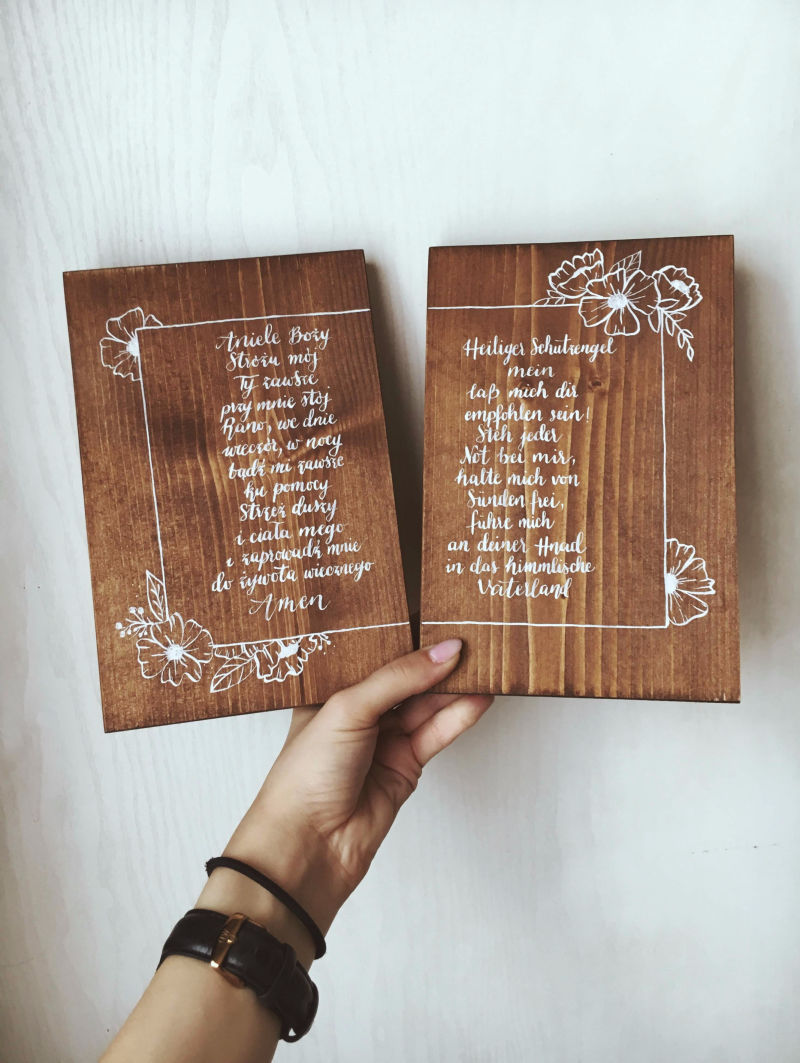 Aniele Boży
Stróżu mój
Ty zawsze
przy mnie stój
Rano, we dnie
wieczór, w nocy
bądź mi zawsze
ku pomocy
Strzeż duszy
i ciała mego
i zaprowadź mnie
do żywota wiecznego
Amen
Heiliger Schutzengel
mein
laß mich dir
empfohlen sein!
Steh jeder
Not bei mir,
halte mich von
Sünden frei,
führe mich
an deiner Hnad
in das himmlische
Vaterland